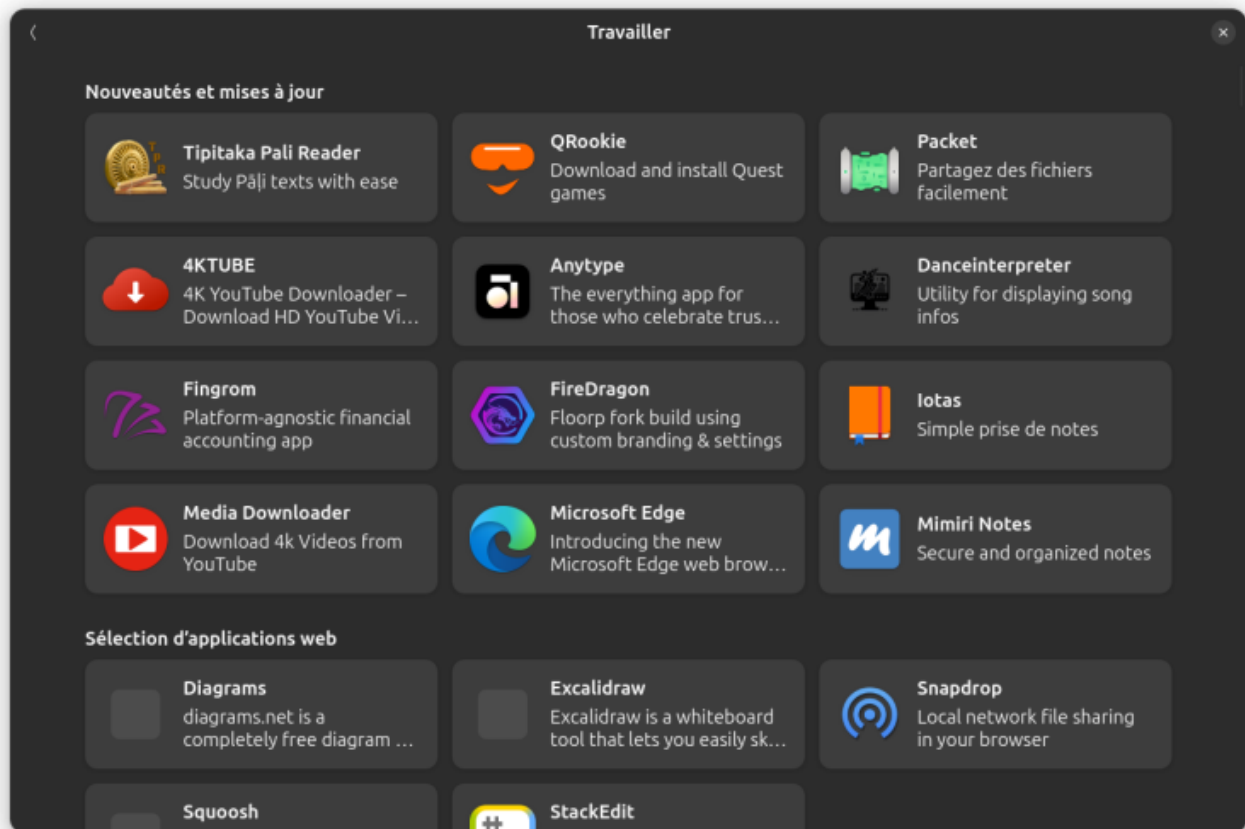 Travailler
Nouveautés et mises à jour
Tipitaka Pali Reader
Study Pāḷi texts with ease
QRookie
Download and install Quest
games
Packet
Partagez des fichiers
facilement
4KTUBE
4K YouTube Downloader –
Download HD YouTube Vi…
Anytype
The everything app for
those who celebrate trus…
Danceinterpreter
Utility for displaying song
infos
Fingrom
Platform-agnostic financial
accounting app
FireDragon
Floorp fork build using
custom branding & settings
Iotas
Simple prise de notes
Media Downloader
Download 4k Videos from
YouTube
Microsoft Edge
Introducing the new
Microsoft Edge web brow…
Mimiri Notes
Secure and organized notes
Sélection d’applications web
Diagrams
diagrams.net is a
completely free diagram …
Excalidraw
Excalidraw is a whiteboard
tool that lets you easily sk…
Snapdrop
Local network file sharing
in your browser
Squoosh
StackEdit